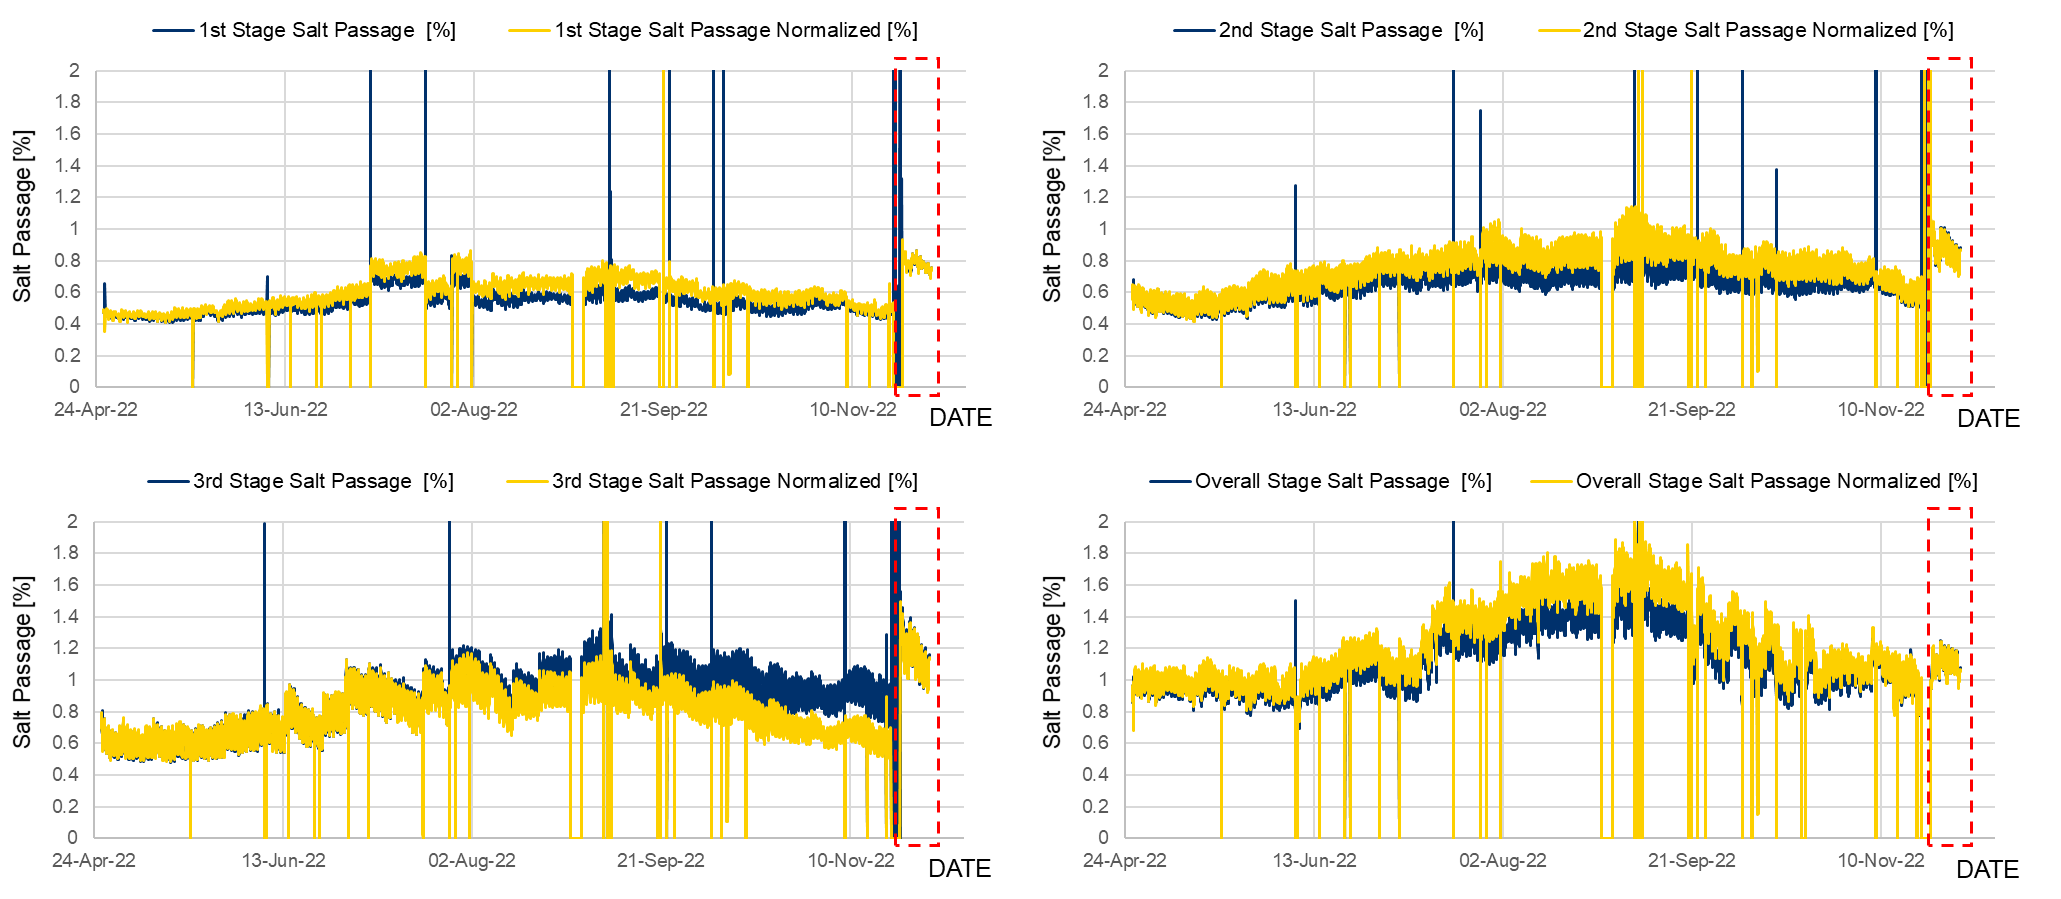 1st Stage Salt Passage [%] 1st Stage Salt Passage Normalized [%]
Salt Passage [%]
2
1.8
1.6
1.4
1.2
1
0.8
0.6
0.4
0.2
0
24-Apr-22 13-Jun-22 02-Aug-22 21-Sep-22 10-Nov-22
DATE
2nd Stage Salt Passage [%] 2nd Stage Salt Passage Normalized [%]
Salt Passage [%]
2
1.8
1.6
1.4
1.2
1
0.8
0.6
0.4
0.2
0
24-Apr-22 13-Jun-22 02-Aug-22 21-Sep-22 10-Nov-22
DATE
3rd Stage Salt Passage [%] 3rd Stage Salt Passage Normalized [%]
Salt Passage [%]
2
1.8
1.6
1.4
1.2
1
0.8
0.6
0.4
0.2
0
24-Apr-22 13-Jun-22 02-Aug-22 21-Sep-22 10-Nov-22
DATE
Overall Stage Salt Passage [%] Overall Stage Salt Passage Normalized [%]
Salt Passage [%]
2
1.8
1.6
1.4
1.2
1
0.8
0.6
0.4
0.2
0
24-Apr-22 13-Jun-22 02-Aug-22 21-Sep-22 10-Nov-22
DATE